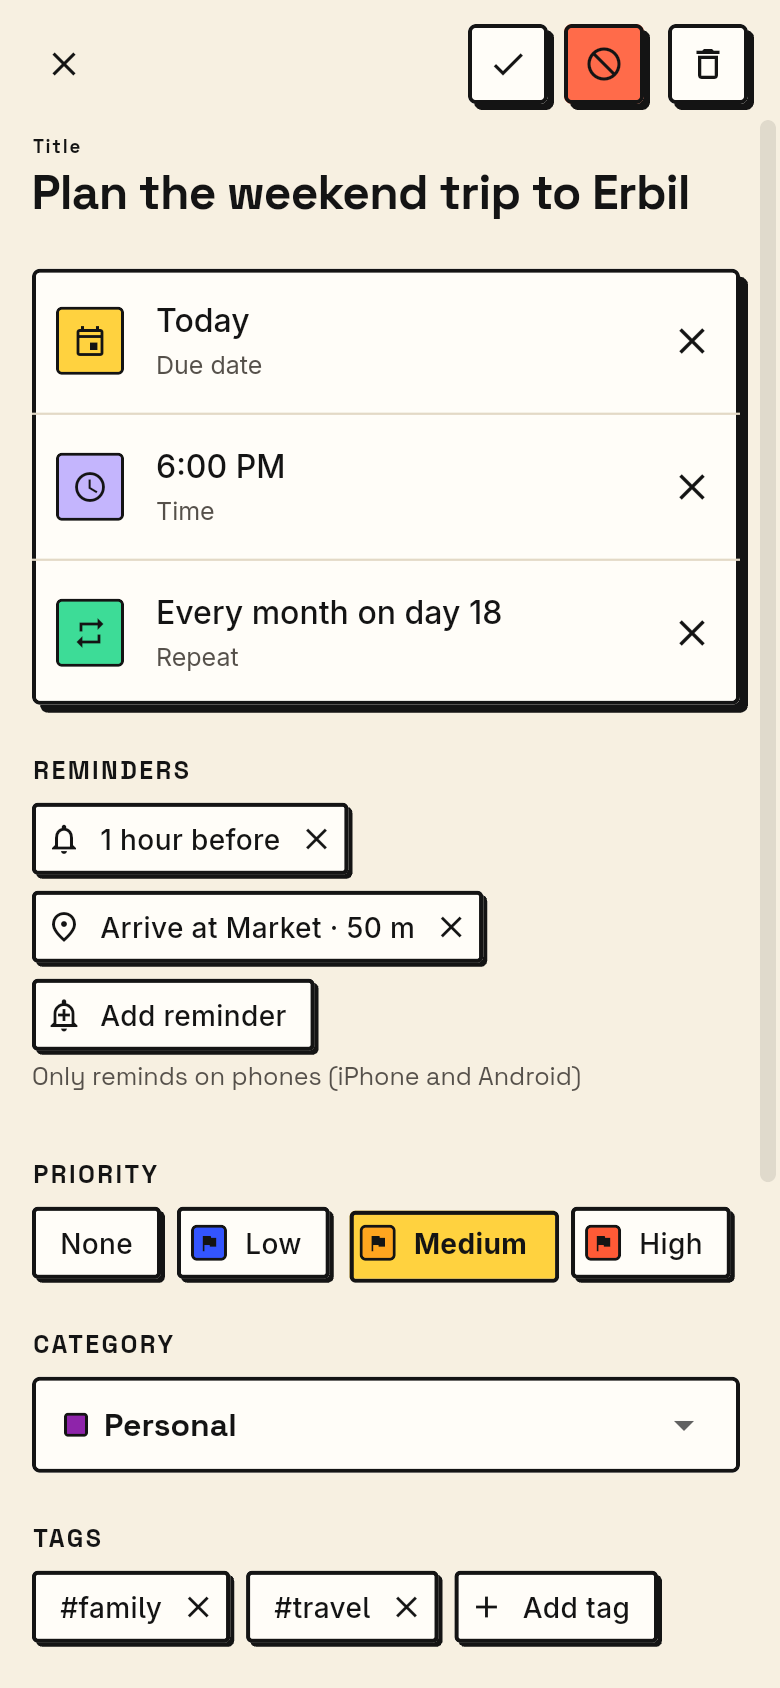 Title
Plan the weekend trip to Erbil
Today
Due date
6:00 PM
Time
Every month on day 18
Repeat
REMINDERS
1 hour before
Arrive at Market · 50 m
Add reminder
Only reminds on phones (iPhone and Android)
PRIORITY
None Low Medium High
CATEGORY
Personal
TAGS
#family #travel Add tag